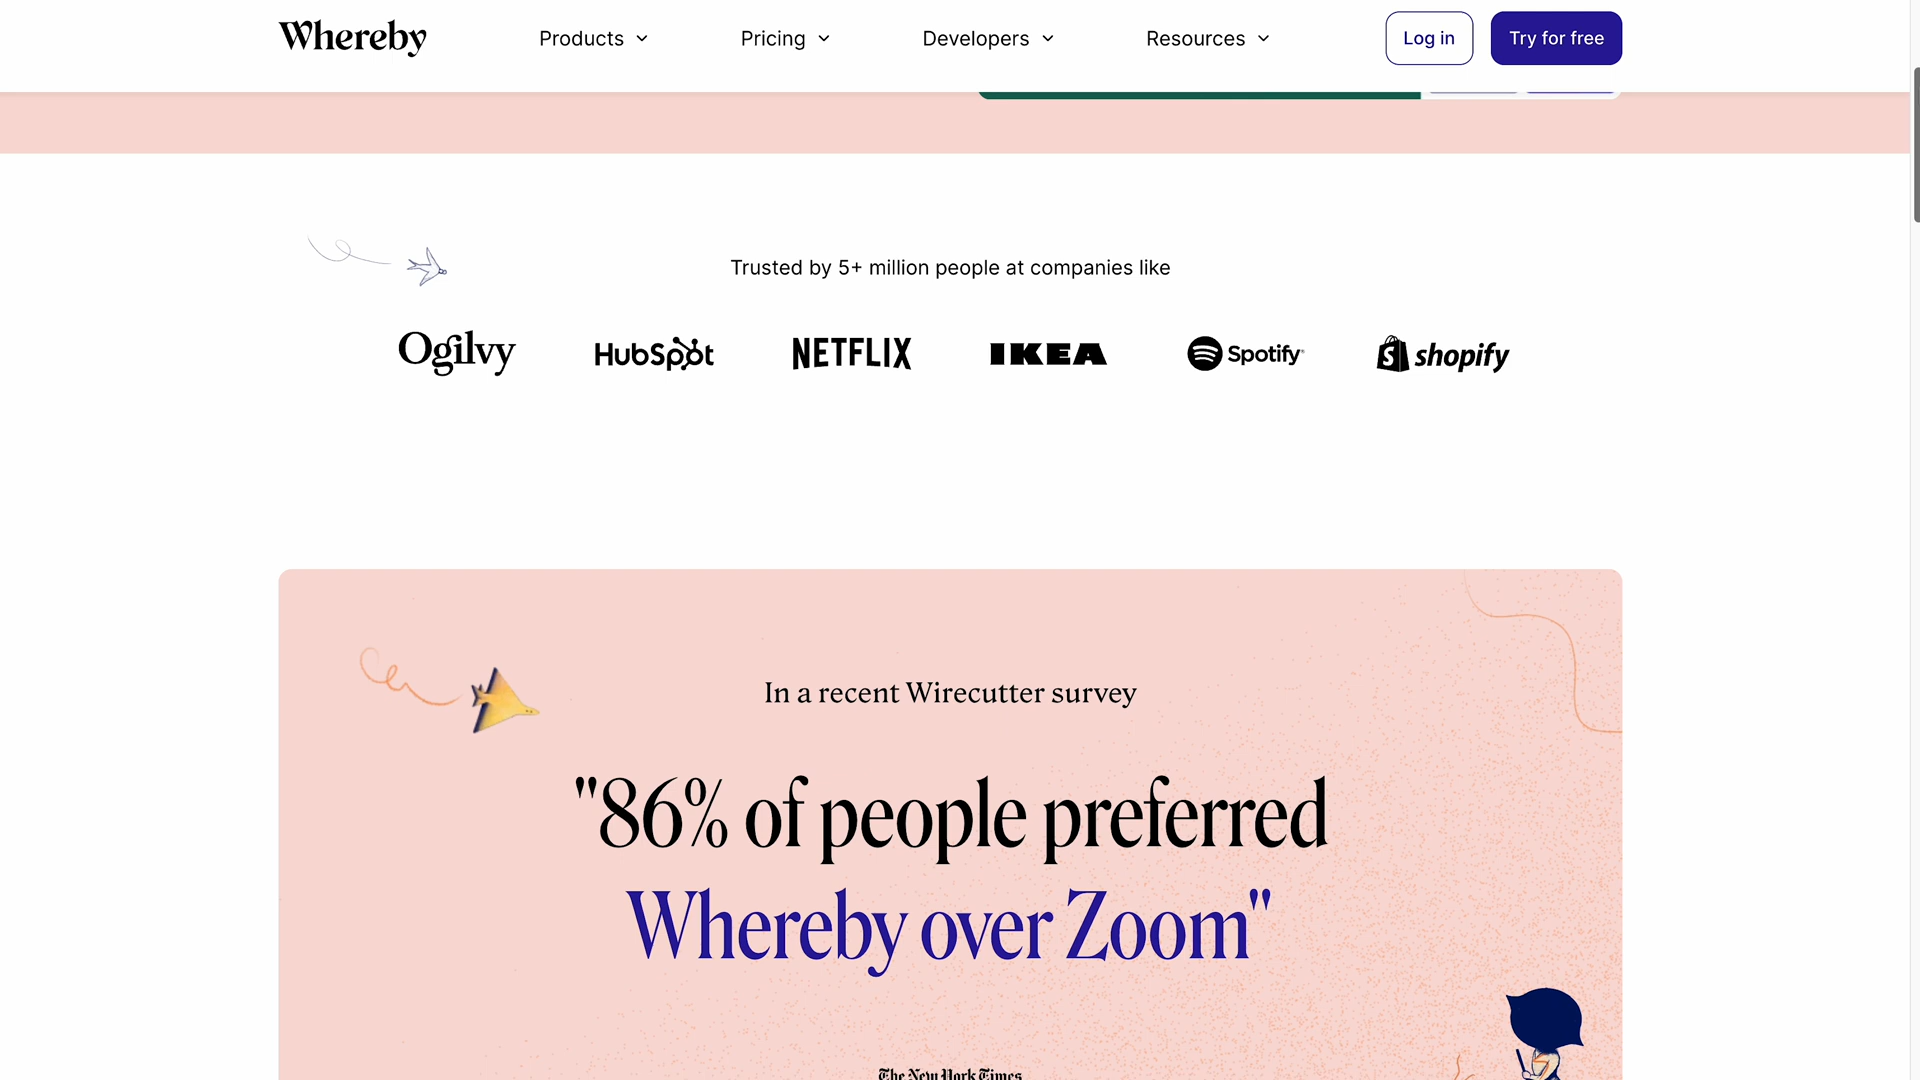 Whereby
Products
Pricing
Developers
Resources
Log in
Try for free
Trusted by 5+ million people at companies like
Ogilvy
HubSpot
NETFLIX
IKEA
Spotify
shopify
In a recent Wirecutter survey
"86% of people preferred
Whereby over Zoom"
The New York Times